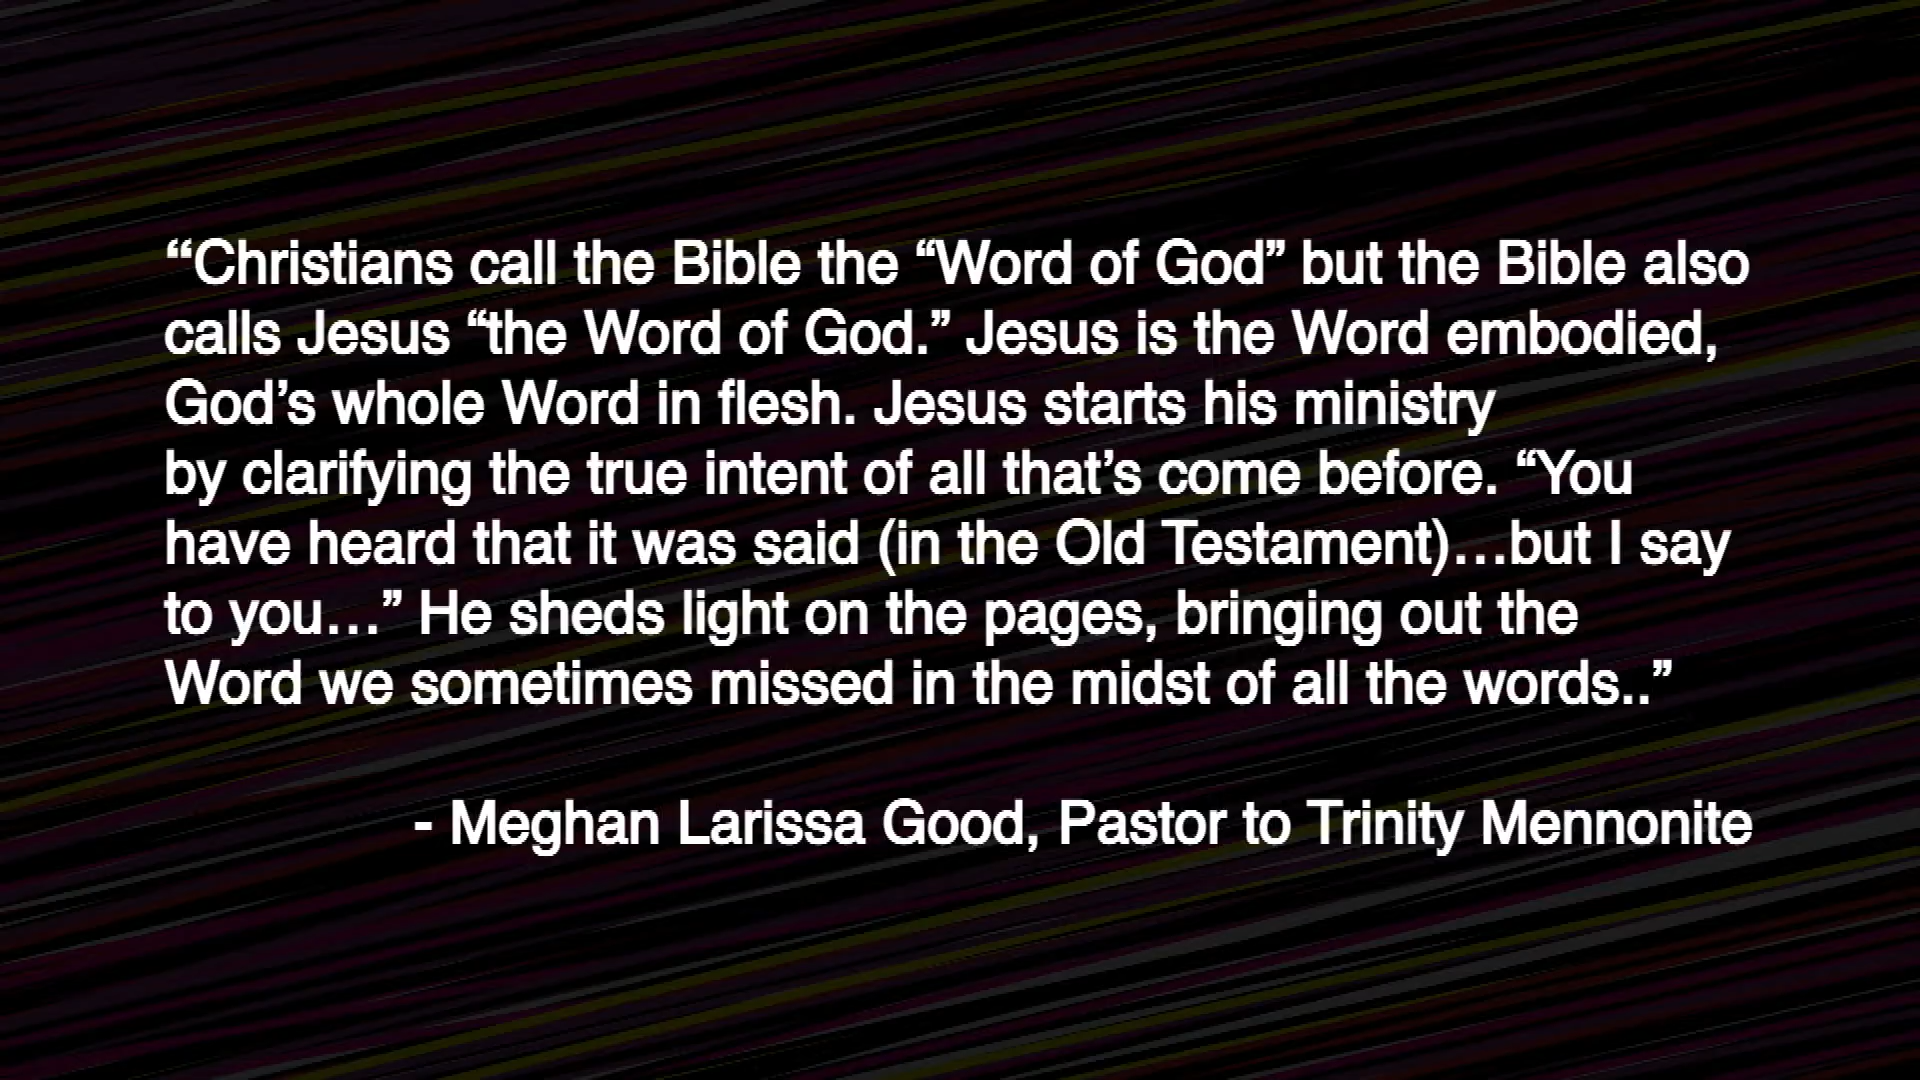 “Christians call the Bible the “Word of God” but the Bible also
calls Jesus “the Word of God.” Jesus is the Word embodied,
God’s whole Word in flesh. Jesus starts his ministry
by clarifying the true intent of all that’s come before. “You
have heard that it was said (in the Old Testament)…but I say
to you…” He sheds light on the pages, bringing out the
Word we sometimes missed in the midst of all the words..”
- Meghan Larissa Good, Pastor to Trinity Mennonite